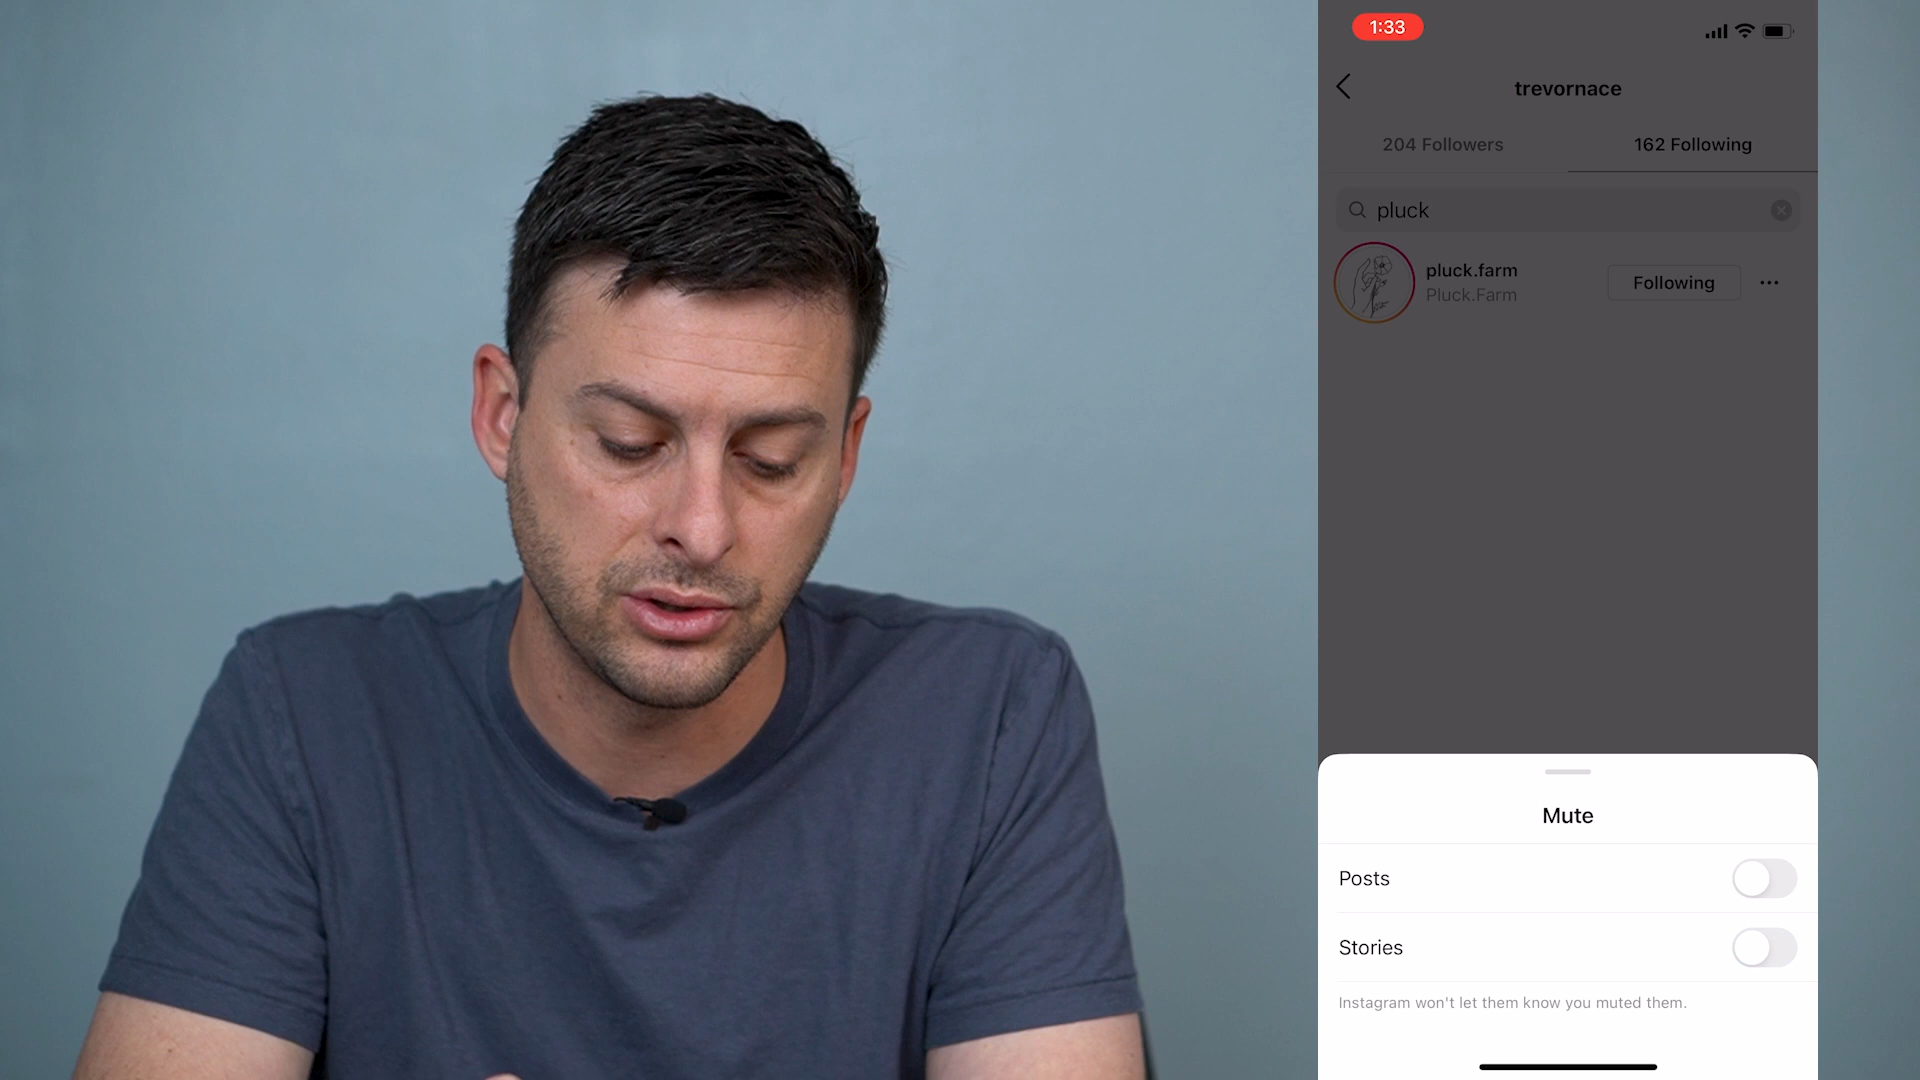 1:33
trevornace
204 Followers
162 Following
pluck
pluck.farm
Pluck.Farm
Following
Mute
Posts
Stories
Instagram won't let them know you muted them.